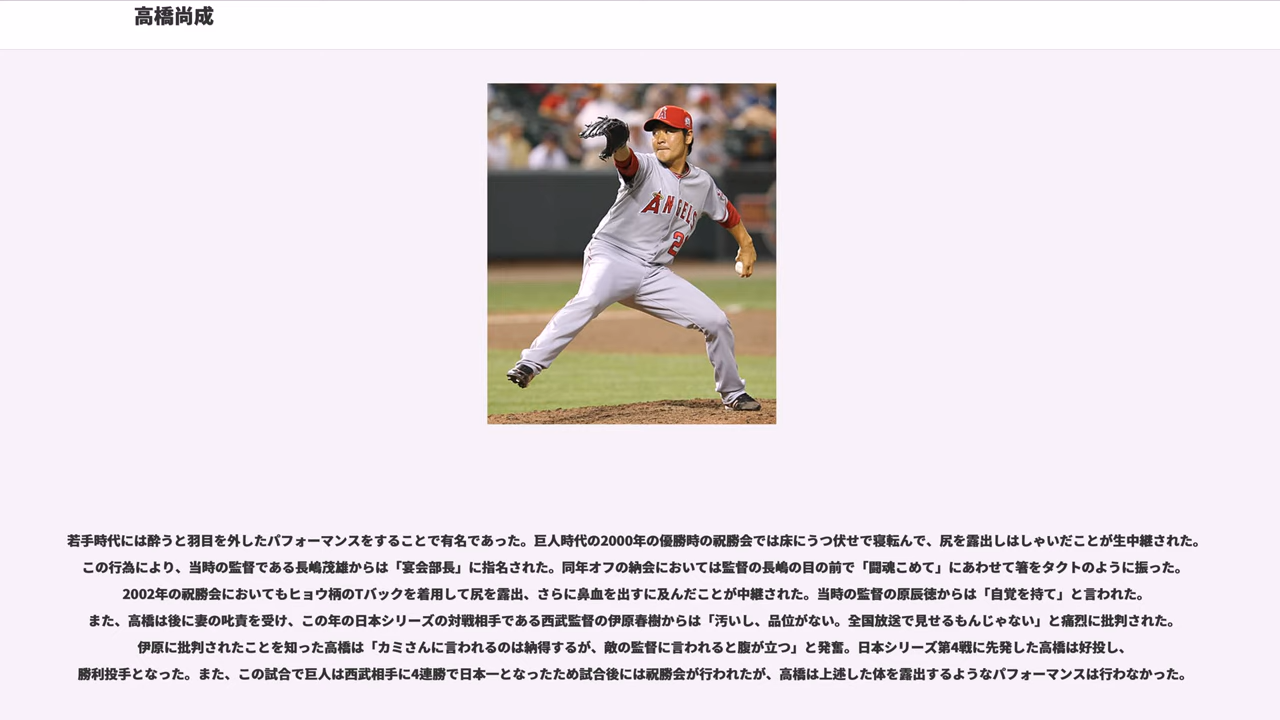 高橋尚成
A
ANGELS
2
若手時代には酔うと羽目を外したパフォーマンスをすることで有名であった。巨人時代の2000年の優勝時の祝勝会では床にうつ伏せで寝転んで、尻を露出しはしゃいだことが生中継された。
この行為により、当時の監督である長嶋茂雄からは「宴会部長」に指名された。同年オフの納会においては監督の長嶋の目の前で「闘魂こめて」にあわせて箸をタクトのように振った。
2002年の祝勝会においてもヒョウ柄のTバックを着用して尻を露出、さらに鼻血を出すに及んだことが中継された。当時の監督の原辰徳からは「自覚を持て」と言われた。
また、高橋は後に妻の叱責を受け、この年の日本シリーズの対戦相手である西武監督の伊原春樹からは「汚いし、品位がない。全国放送で見せるもんじゃない」と痛烈に批判された。
伊原に批判されたことを知った高橋は「カミさんに言われるのは納得するが、敵の監督に言われると腹が立つ」と発奮。日本シリーズ第4戦に先発した高橋は好投し、
勝利投手となった。また、この試合で巨人は西武相手に4連勝で日本一となったため試合後には祝勝会が行われたが、高橋は上述した体を露出するようなパフォーマンスは行わなかった。